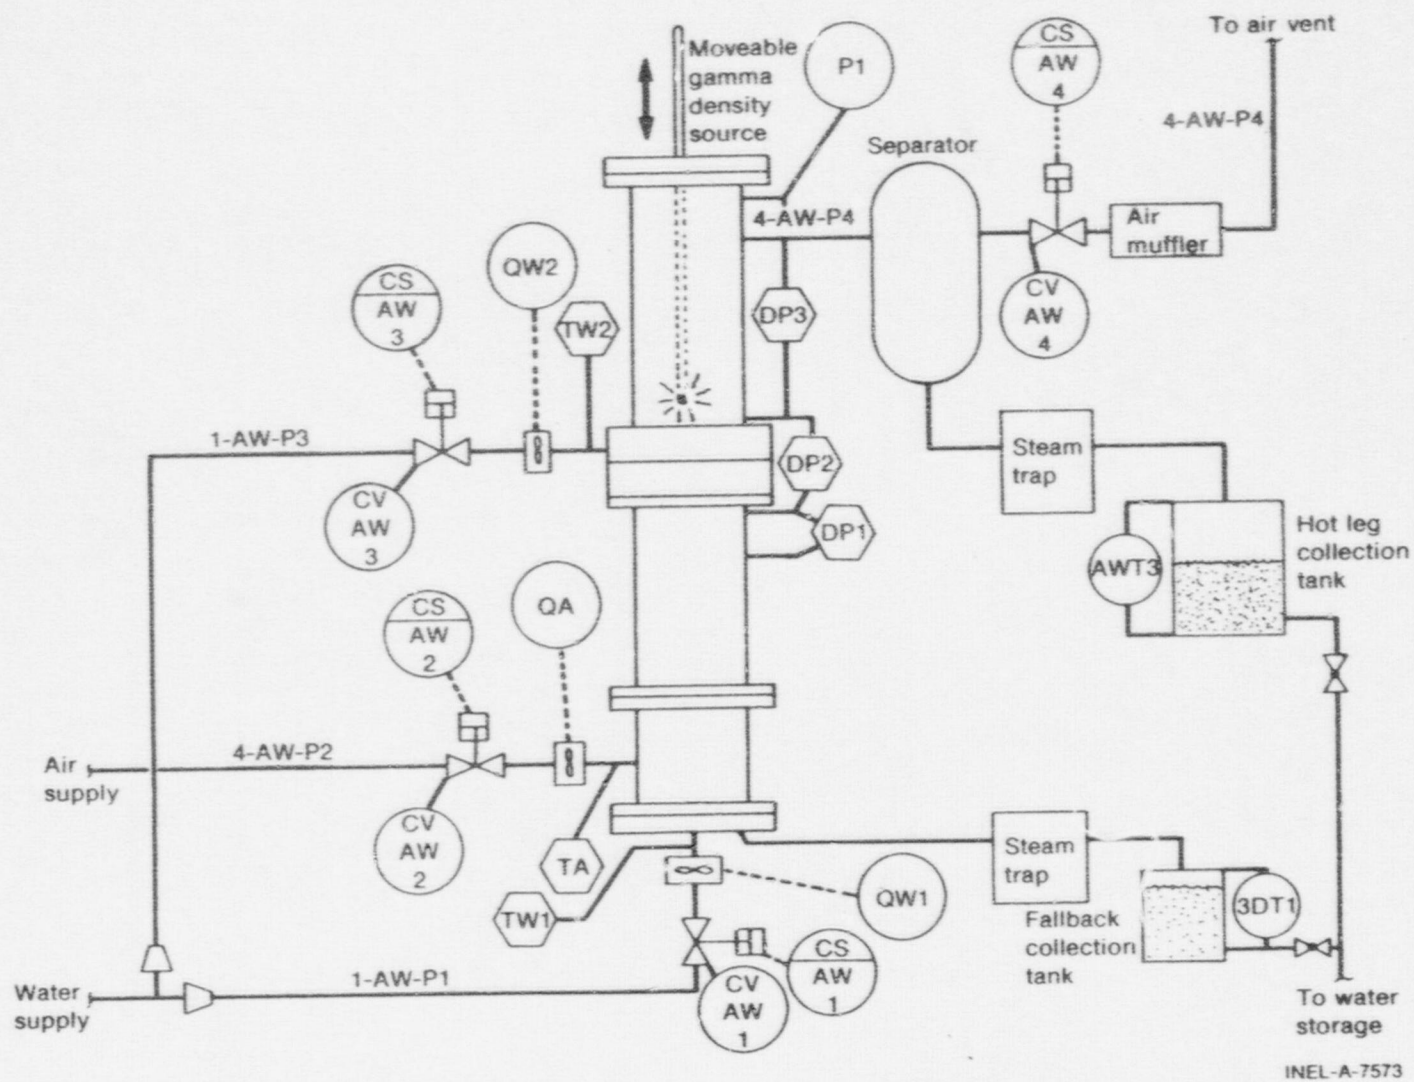 To air vent
CS
AW
4
Moveable
gamma
density
source
P1
4-AW-P4
Separator
4-AW-P4
Air
muffler
CV
AW
4
QW2
CS
AW
3
TW2
DP3
1-AW-P3
CV
AW
3
DP2
DP1
Steam
trap
Hot leg
collection
tank
AWT3
QA
CS
AW
2
4-AW-P2
Air
supply
CV
AW
2
TA
TW1
QW1
Steam
trap
Fallback
collection
tank
3DT1
CS
AW
1
CV
AW
1
1-AW-P1
Water
supply
To water
storage
INEL-A-7573